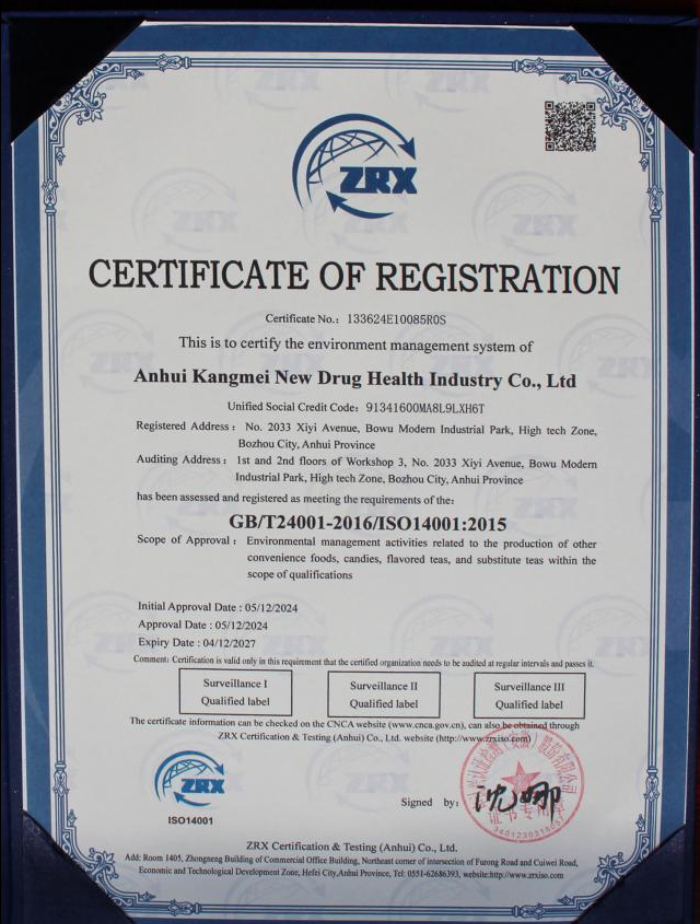 ZRX
CERTIFICATE OF REGISTRATION
Certificate No.: 133624E10085R0S
This is to certify the environment management system of
Anhui Kangmei New Drug Health Industry Co., Ltd
Unified Social Credit Code: 91341600MA8L9LXH6T
Registered Address: No. 2033 Xiyi Avenue, Bowu Modern Industrial Park, High tech Zone,
Bozhou City, Anhui Province
Auditing Address: 1st and 2nd floors of Workshop 3, No. 2033 Xiyi Avenue, Bowu Modern
Industrial Park, High tech Zone, Bozhou City, Anhui Province
has been assessed and registered as meeting the requirements of the:
GB/T24001-2016/ISO14001:2015
Scope of Approval: Environmental management activities related to the production of other
convenience foods, candies, flavored teas, and substitute teas within the
scope of qualifications
Initial Approval Date : 05/12/2024
Approval Date : 05/12/2024
Expiry Date : 04/12/2027
Comment: Certification is valid only in this requirement that the certified organization needs to be audited at regular intervals and passes it.
Surveillance I
Qualified label
Surveillance II
Qualified label
Surveillance III
Qualified label
The certificate information can be checked on the CNCA website (www.cnca.gov.cn), can also be obtained through
ZRX Certification & Testing (Anhui) Co., Ltd. website (http://www.zrxiso.com)
ZRX
ISO14001
Signed by:
证书专用章
ZRX Certification & Testing (Anhui) Co., Ltd.
Add: Room 1405, Zhongneng Building of Commercial Office Building, Northeast corner of intersection of Furong Road and Cuiwei Road,
Economic and Technological Development Zone, Hefei City,Anhui Province, Tel: 0551-62686393, website:http://www.zrxiso.com